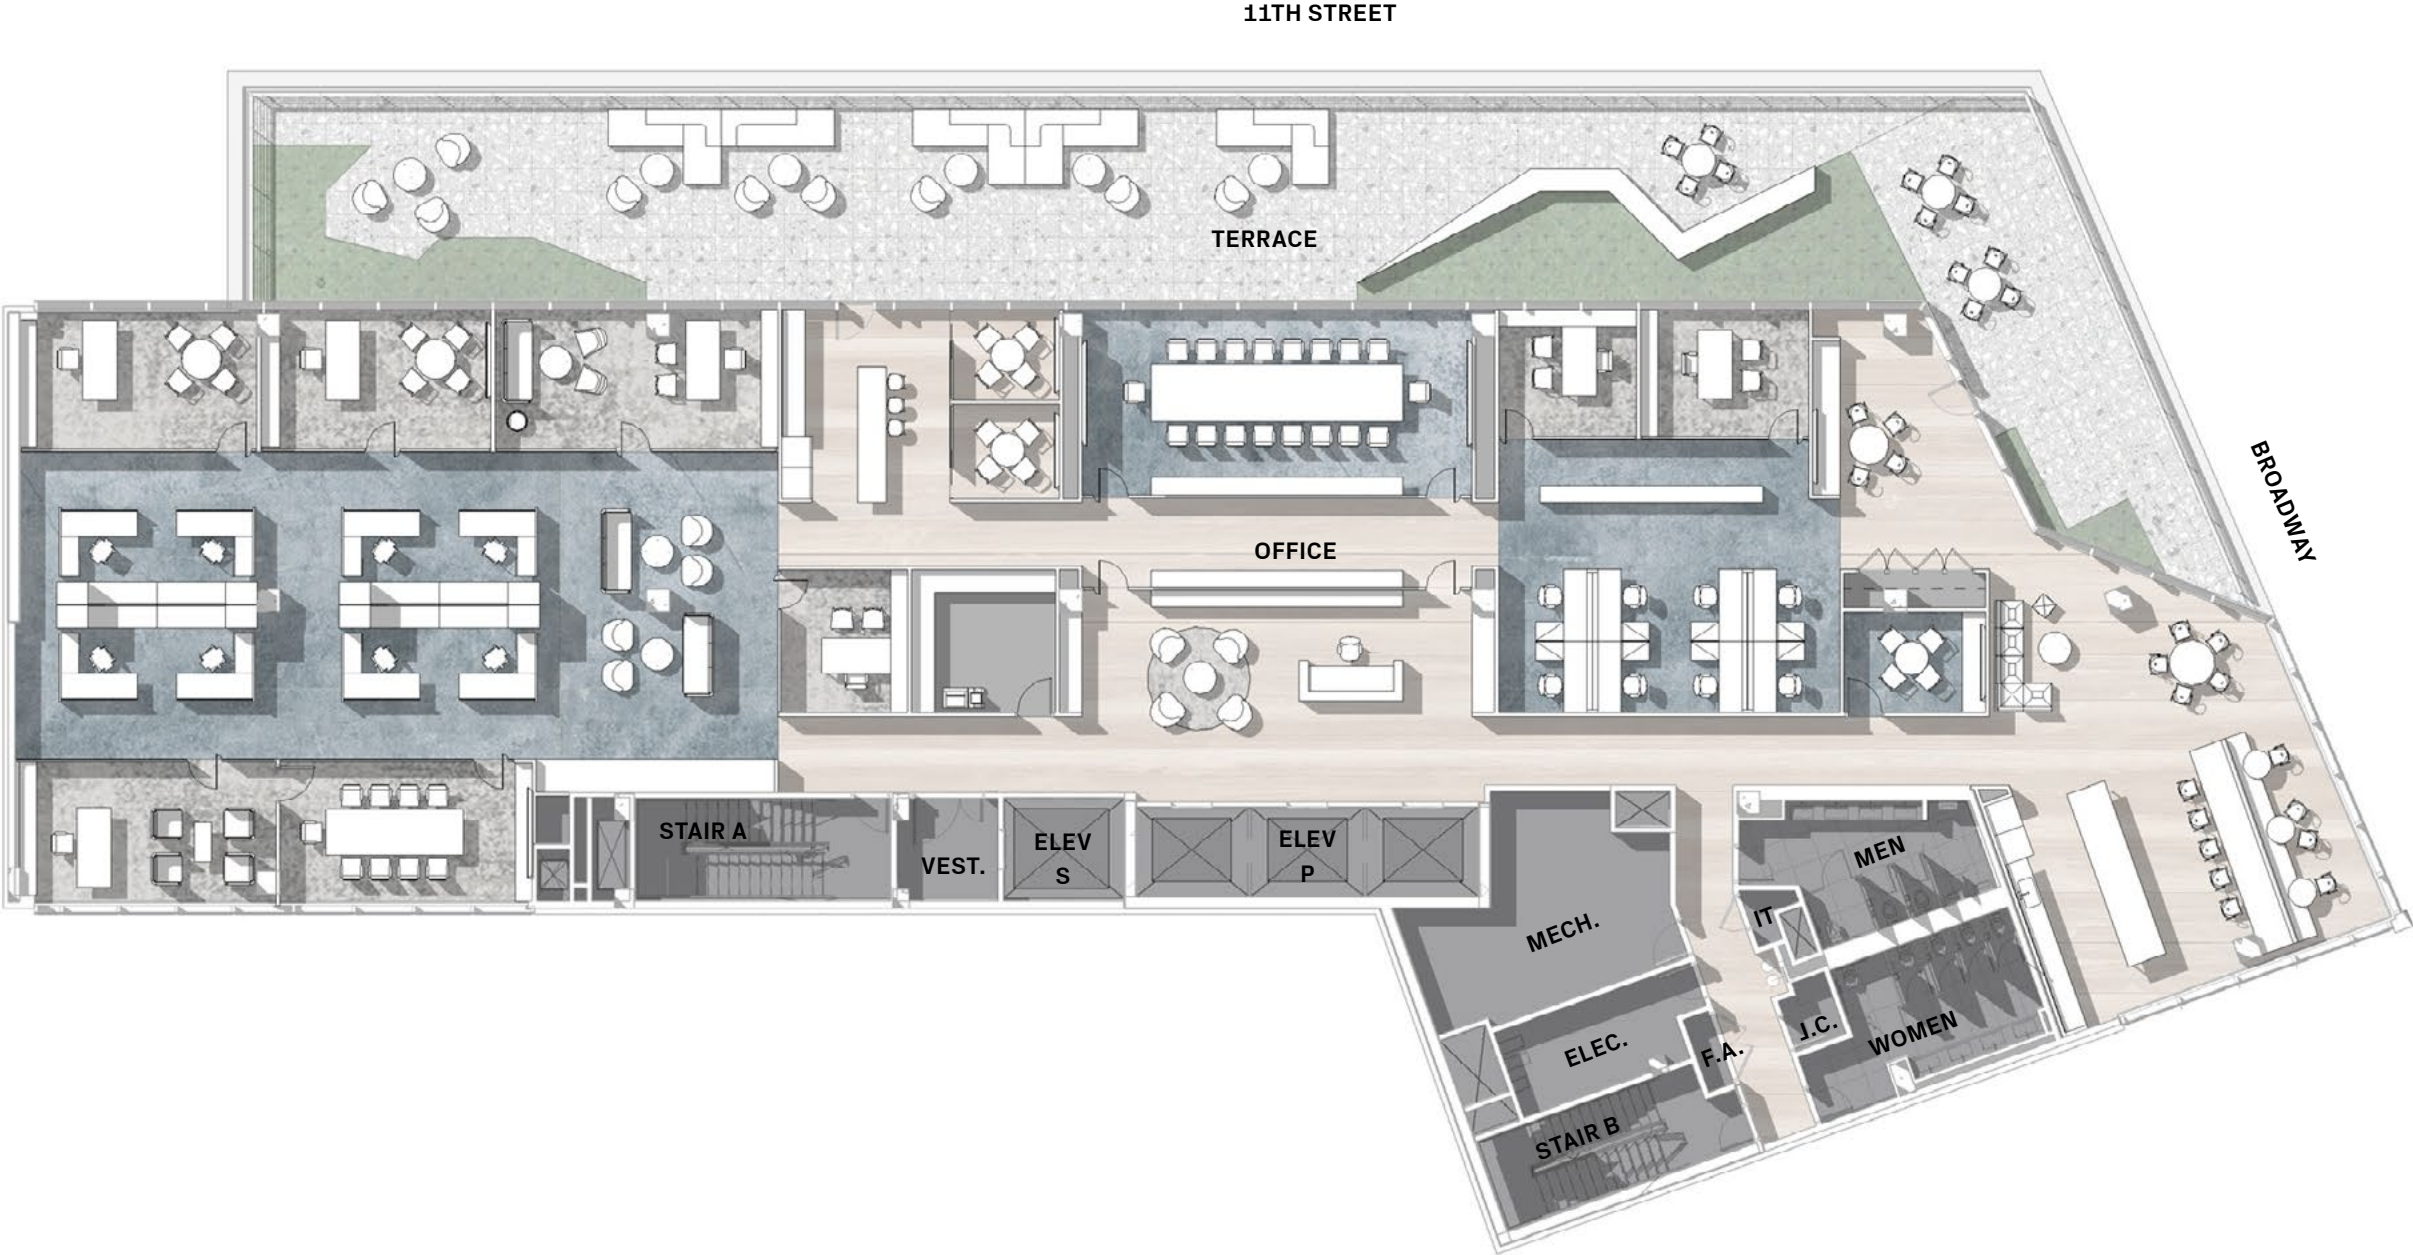 11TH STREET
TERRACE
BROADWAY
OFFICE
STAIR A
VEST.
ELEV
S
ELEV
P
MECH.
MEN
IT
ELEC.
F.A.
J.C.
WOMEN
STAIR B